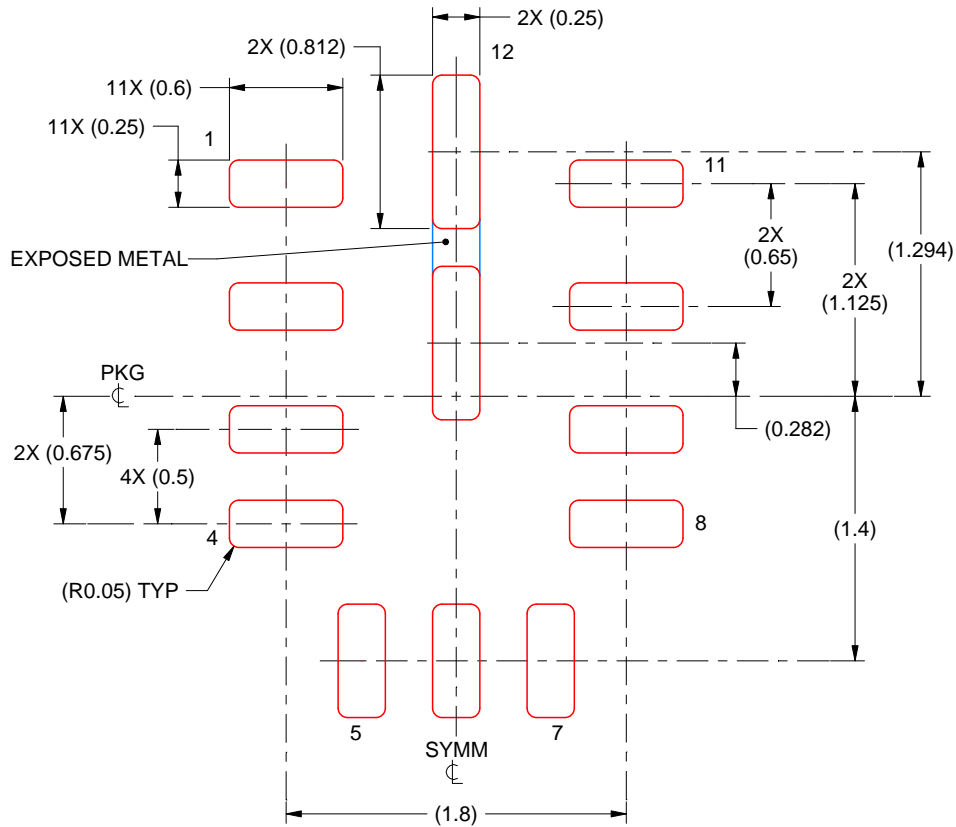 2X (0.25)
2X (0.812)
12
11X (0.6)
11X (0.25)
1
11
EXPOSED METAL
2X
(0.65)
(1.294)
2X
(1.125)
PKG
(0.282)
2X (0.675)
4X (0.5)
4
8
(1.4)
(R0.05) TYP
5
7
SYMM
(1.8)